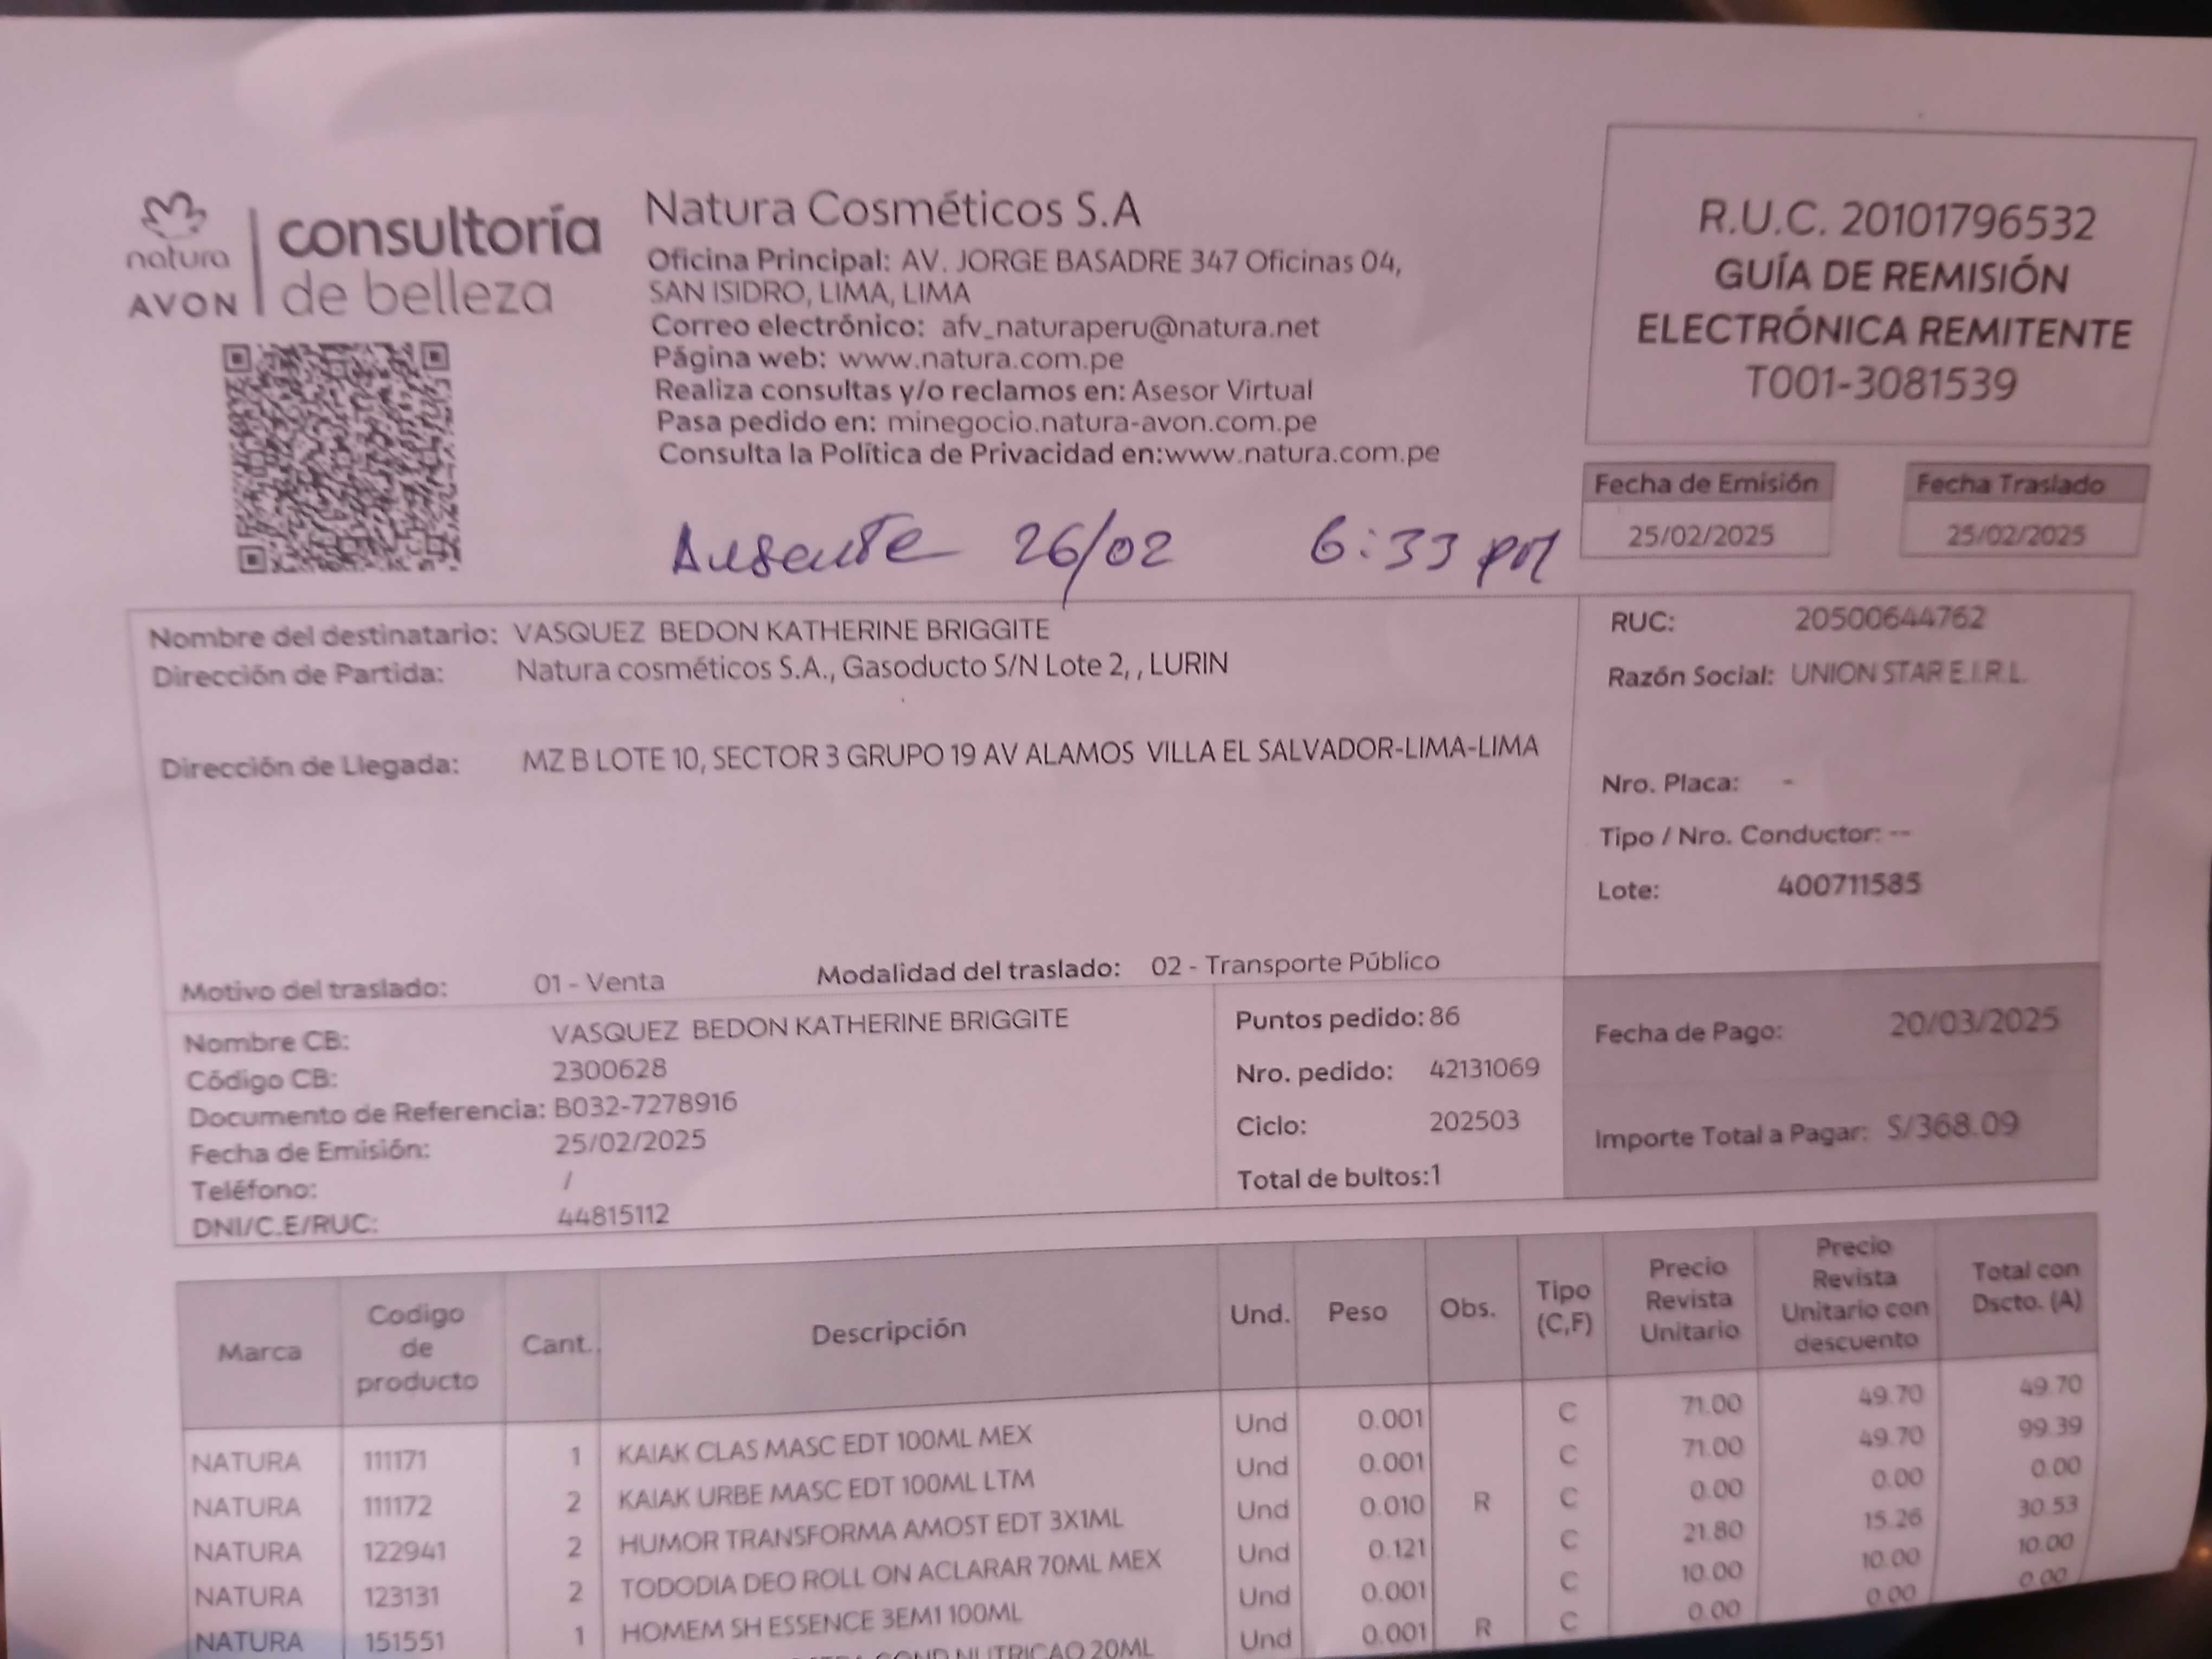 natura
AVON
consultoría
de belleza
Natura Cosméticos S.A
Oficina Principal: AV. JORGE BASADRE 347 Oficinas 04,
SAN ISIDRO, LIMA, LIMA
Correo electrónico: afv_naturaperu@natura.net
Página web: www.natura.com.pe
Realiza consultas y/o reclamos en: Asesor Virtual
Pasa pedido en: minegocio.natura-avon.com.pe
Consulta la Política de Privacidad en:www.natura.com.pe
R.U.C. 20101796532
GUÍA DE REMISIÓN
ELECTRÓNICA REMITENTE
T001-3081539
Fecha de Emisión Fecha Traslado
25/02/2025 25/02/2025
Ausente 26/02 6:33 pm
Nombre del destinatario: VASQUEZ BEDON KATHERINE BRIGGITE
Dirección de Partida: Natura cosméticos S.A., Gasoducto S/N Lote 2, , LURIN
Dirección de Llegada: MZ B LOTE 10, SECTOR 3 GRUPO 19 AV ALAMOS VILLA EL SALVADOR-LIMA-LIMA
Motivo del traslado: 01 - Venta Modalidad del traslado: 02 - Transporte Público
RUC: 20500644762
Razón Social: UNION STAR E.I.R.L.
Nro. Placa: -
Tipo / Nro. Conductor: --
Lote: 400711585
Nombre CB: VASQUEZ BEDON KATHERINE BRIGGITE
Código CB: 2300628
Documento de Referencia: B032-7278916
Fecha de Emisión: 25/02/2025
Teléfono: /
DNI/C.E/RUC: 44815112
Puntos pedido: 86
Nro. pedido: 42131069
Ciclo: 202503
Total de bultos:1
Fecha de Pago: 20/03/2025
Importe Total a Pagar: S/368.09
Marca Codigo de producto Cant. Descripción Und. Peso Obs. Tipo (C,F) Precio Revista Unitario Precio Revista Unitario con descuento Total con Dscto. (A)
NATURA 111171 1 KAIAK CLAS MASC EDT 100ML MEX Und 0.001 C 71.00 49.70 49.70
NATURA 111172 2 KAIAK URBE MASC EDT 100ML LTM Und 0.001 C 71.00 49.70 99.39
NATURA 122941 2 HUMOR TRANSFORMA AMOST EDT 3X1ML Und 0.010 R C 0.00 0.00 0.00
NATURA 123131 2 TODODIA DEO ROLL ON ACLARAR 70ML MEX Und 0.121 C 21.80 15.26 30.53
NATURA 151551 1 HOMEM SH ESSENCE 3EM1 100ML Und 0.001 C 10.00 10.00 10.00
COND NUTRICAO 20ML Und 0.001 R C 0.00 0.00 0.00